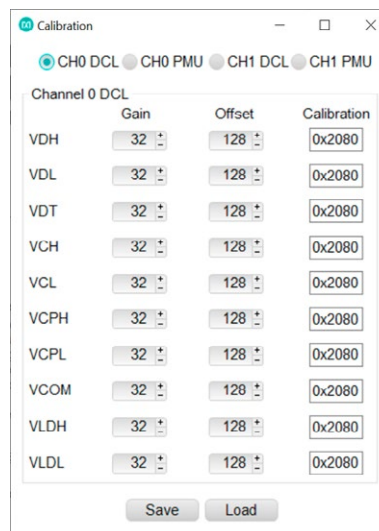 Calibration
CH0 DCL CH0 PMU CH1 DCL CH1 PMU
Channel 0 DCL
Gain Offset Calibration
VDH 32 128 0x2080
VDL 32 128 0x2080
VDT 32 128 0x2080
VCH 32 128 0x2080
VCL 32 128 0x2080
VCPH 32 128 0x2080
VCPL 32 128 0x2080
VCOM 32 128 0x2080
VLDH 32 128 0x2080
VLDL 32 128 0x2080
Save Load